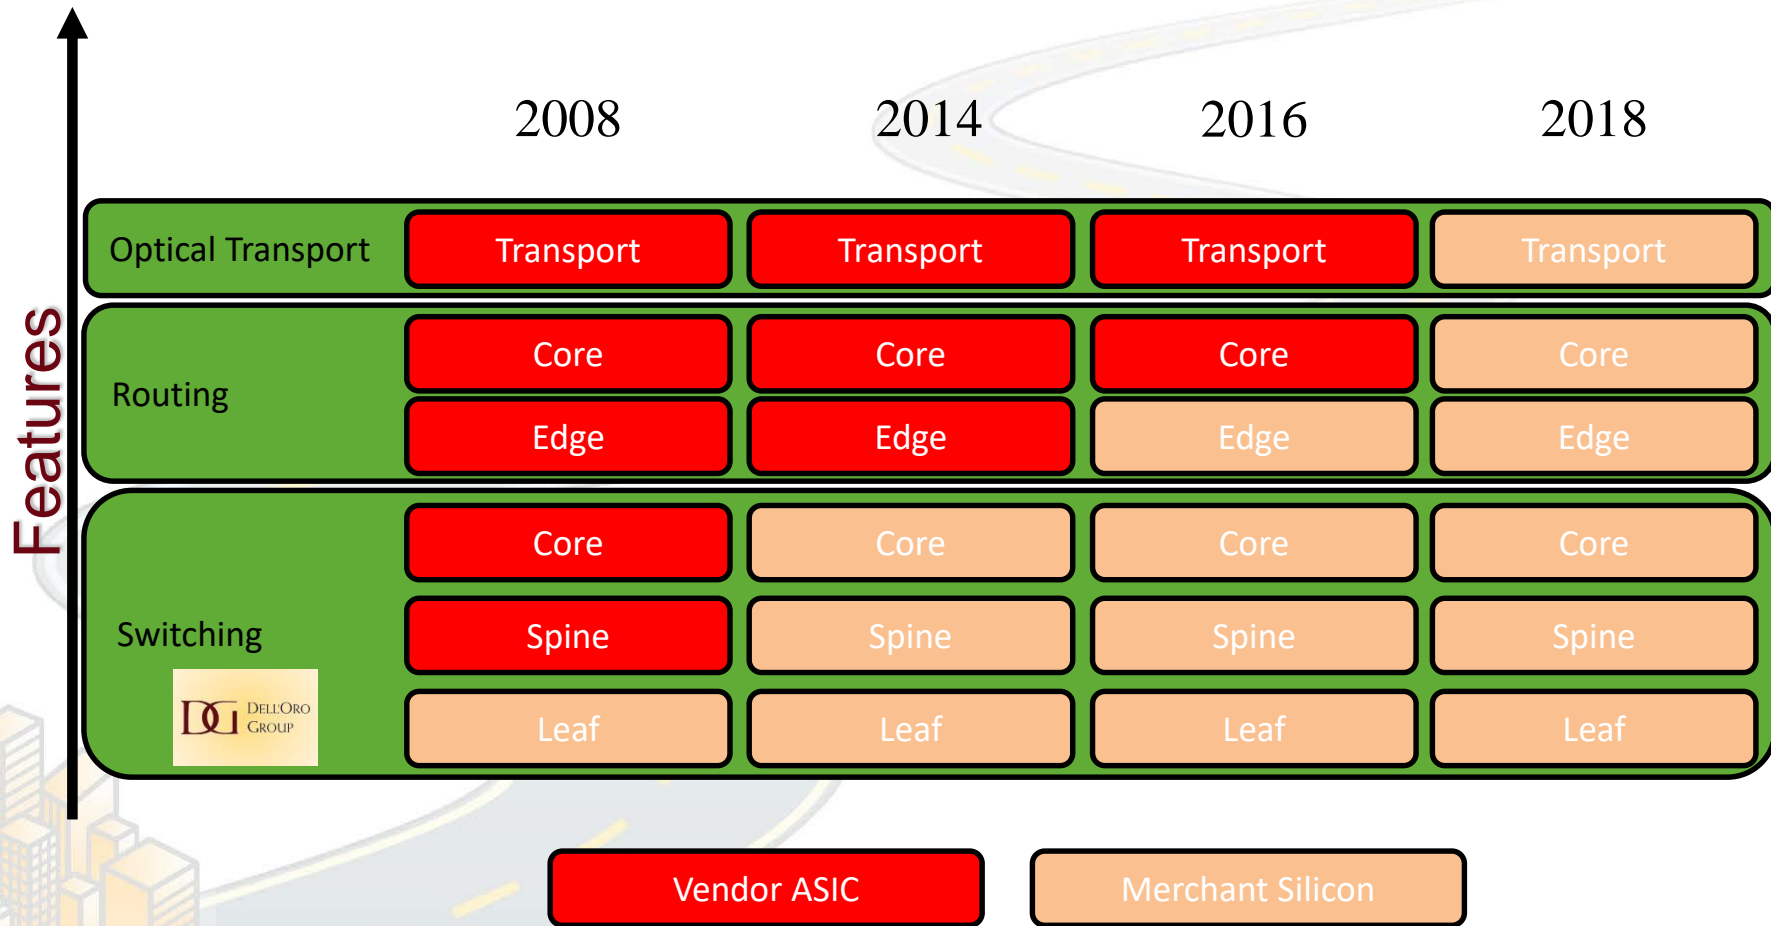 Features
2008 2014 2016 2018
Optical Transport Transport Transport Transport Transport
Routing
Core Core Core Core
Edge Edge Edge Edge
Switching
Core Core Core Core
Spine Spine Spine Spine
Leaf Leaf Leaf Leaf
DG DELL'ORO
GROUP
Vendor ASIC Merchant Silicon